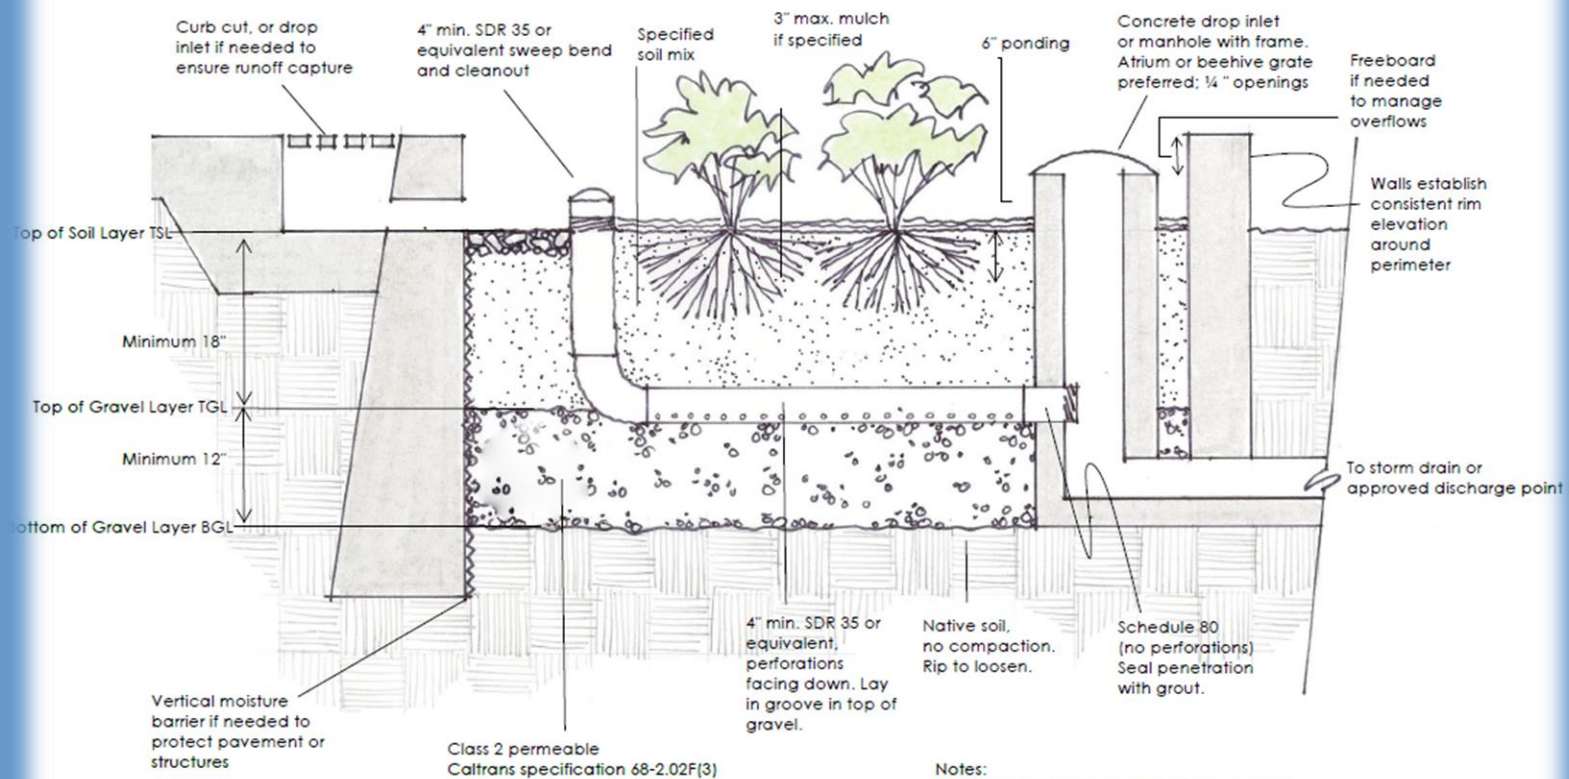 Curb cut, or drop
inlet if needed to
ensure runoff capture
4" min. SDR 35 or
equivalent sweep bend
and cleanout
Specified
soil mix
3" max. mulch
if specified
6" ponding
Concrete drop inlet
or manhole with frame.
Atrium or beehive grate
preferred; ¼ " openings
Freeboard
if needed
to manage
overflows
Walls establish
consistent rim
elevation
around
perimeter
Top of Soil Layer TSL
Minimum 18"
Top of Gravel Layer TGL
Minimum 12"
Bottom of Gravel Layer BGL
To storm drain or
approved discharge point
Vertical moisture
barrier if needed to
protect pavement or
structures
Class 2 permeable
Caltrans specification 68-2.02F(3)
4" min. SDR 35 or
equivalent,
perforations
facing down. Lay
in groove in top of
gravel.
Native soil,
no compaction.
Rip to loosen.
Schedule 80
(no perforations)
Seal penetration
with grout.
Notes: